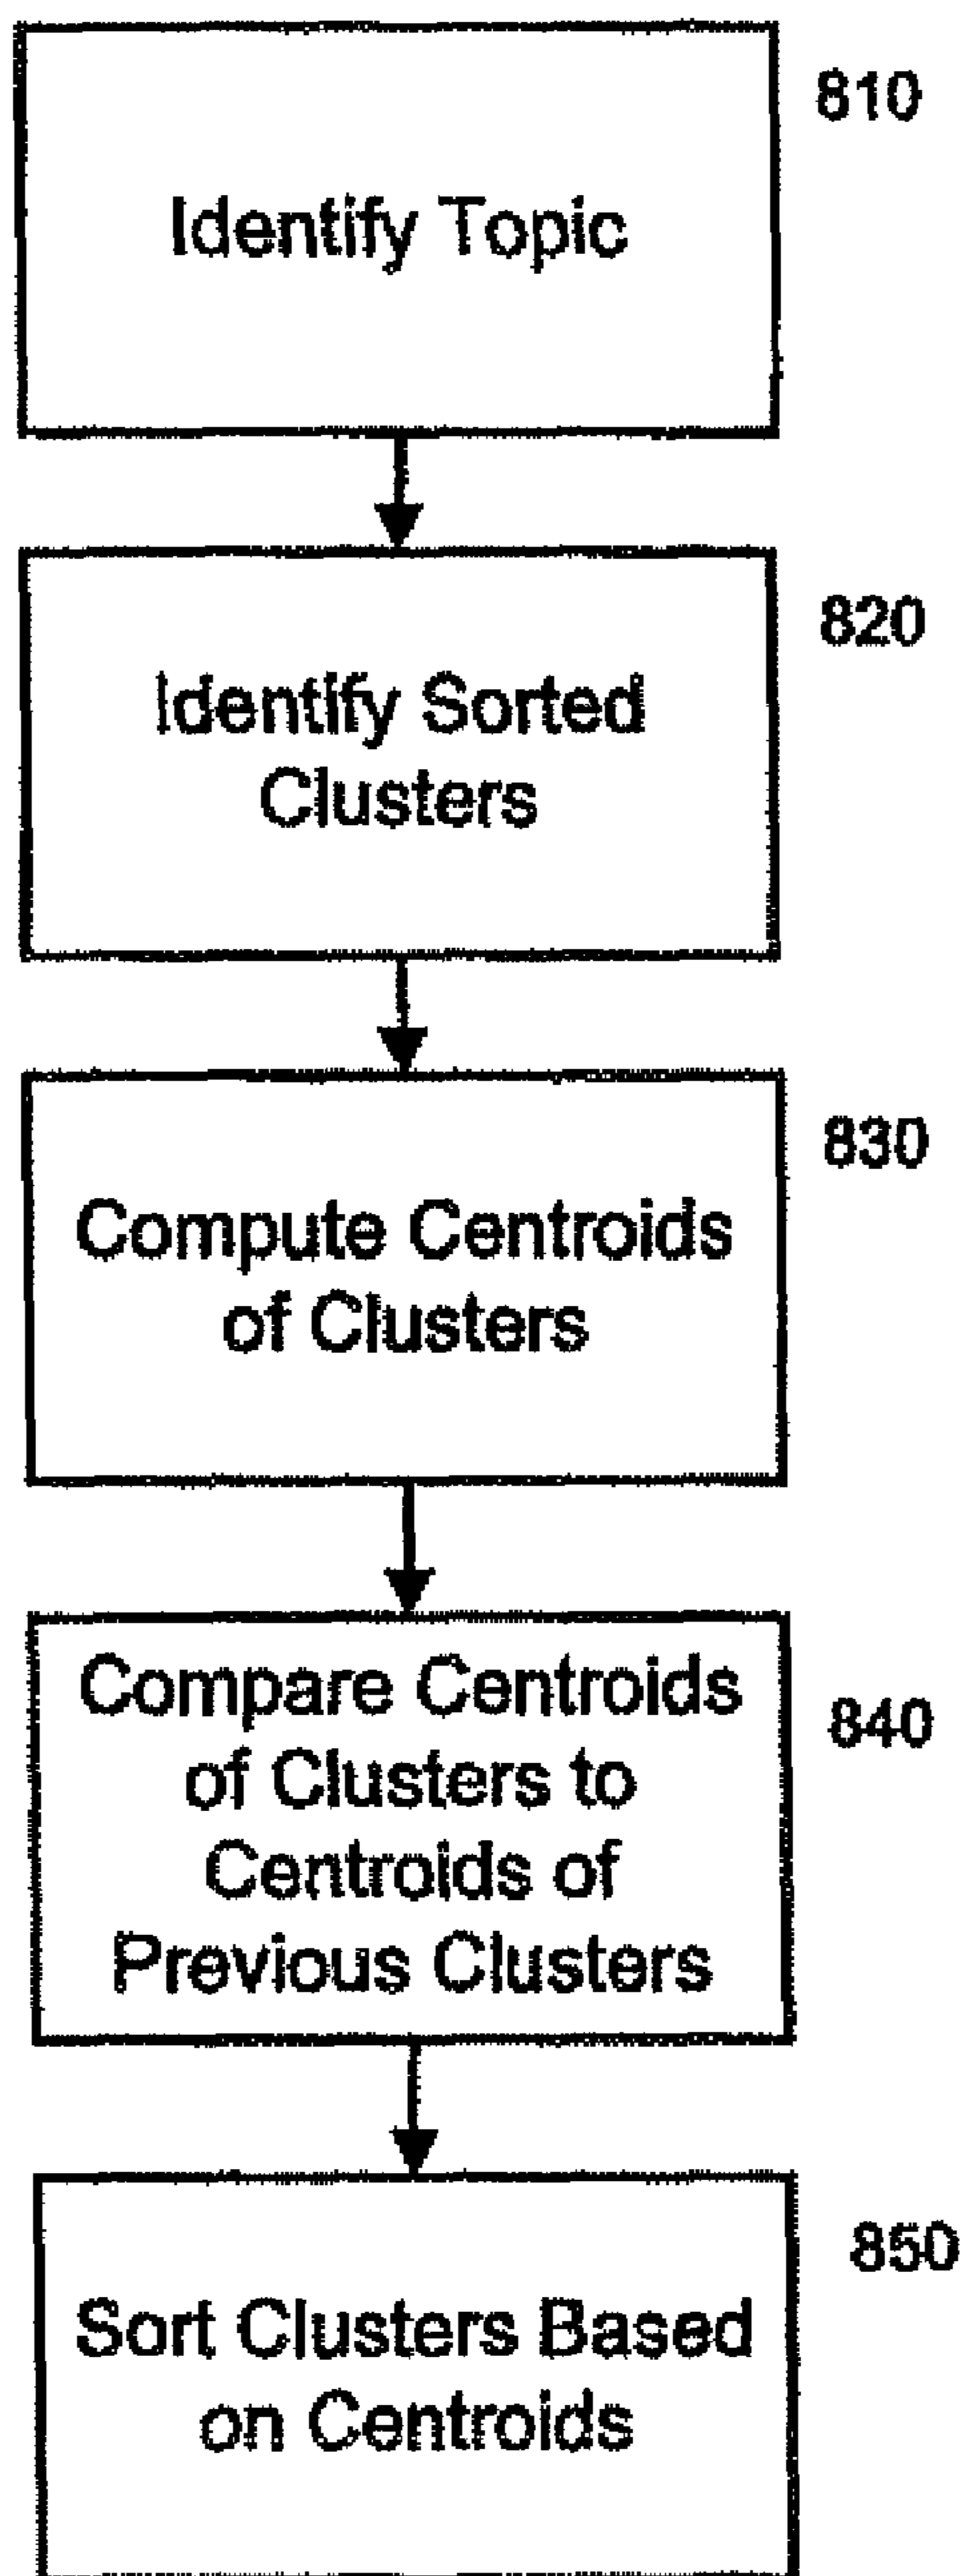 810
Identify Topic
820
Identify Sorted
Clusters
830
Compute Centroids
of Clusters
840
Compare Centroids
of Clusters to
Centroids of
Previous Clusters
850
Sort Clusters Based
on Centroids